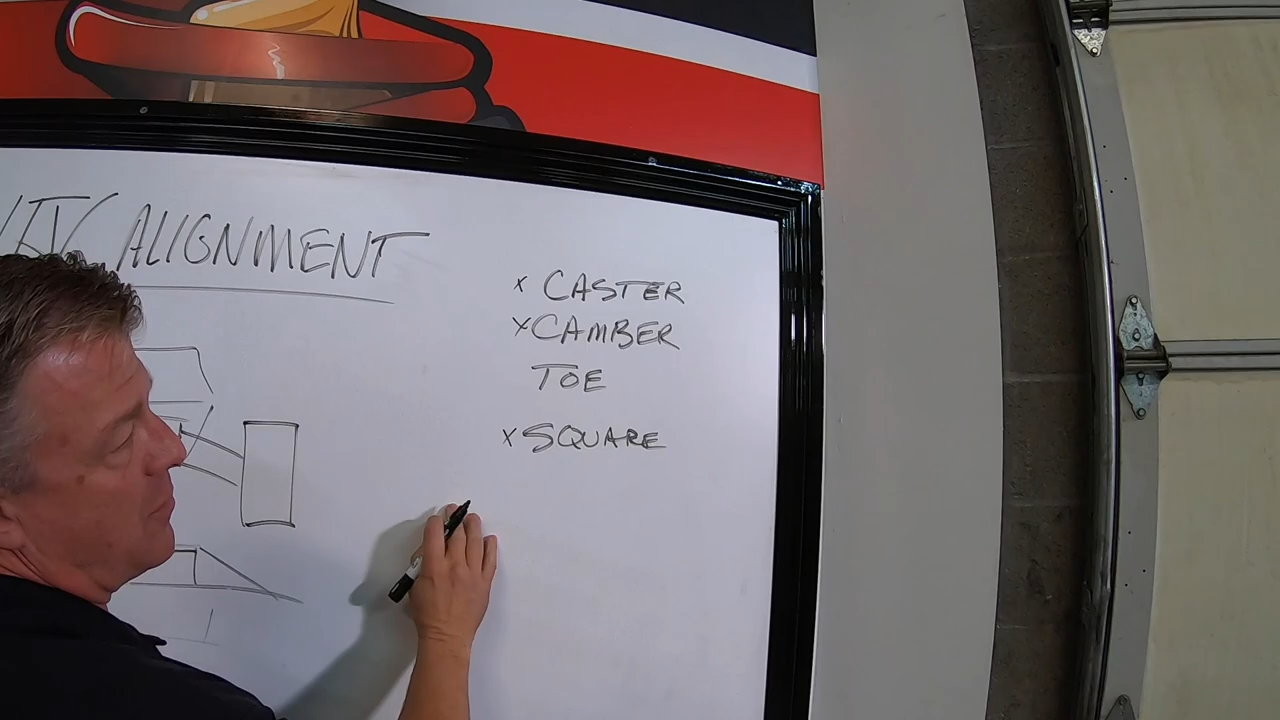 ALIGNMENT
x CASTER
x CAMBER
TOE
x SQUARE